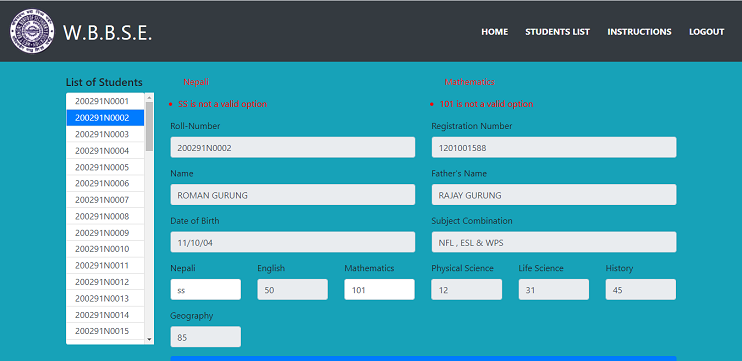 W.B.B.S.E.
HOME STUDENTS LIST INSTRUCTIONS LOGOUT
List of Students
200291N0001
200291N0002
200291N0003
200291N0004
200291N0005
200291N0006
200291N0007
200291N0008
200291N0009
200291N0010
200291N0011
200291N0012
200291N0013
200291N0014
200291N0015
Nepali Mathematics
SS is not a valid option 101 is not a valid option
Roll-Number Registration Number
200291N0002 1201001588
Name Father's Name
ROMAN GURUNG RAJAY GURUNG
Date of Birth Subject Combination
11/10/04 NFL , ESL & WPS
Nepali English Mathematics Physical Science Life Science History
ss 50 101 12 31 45
Geography
85